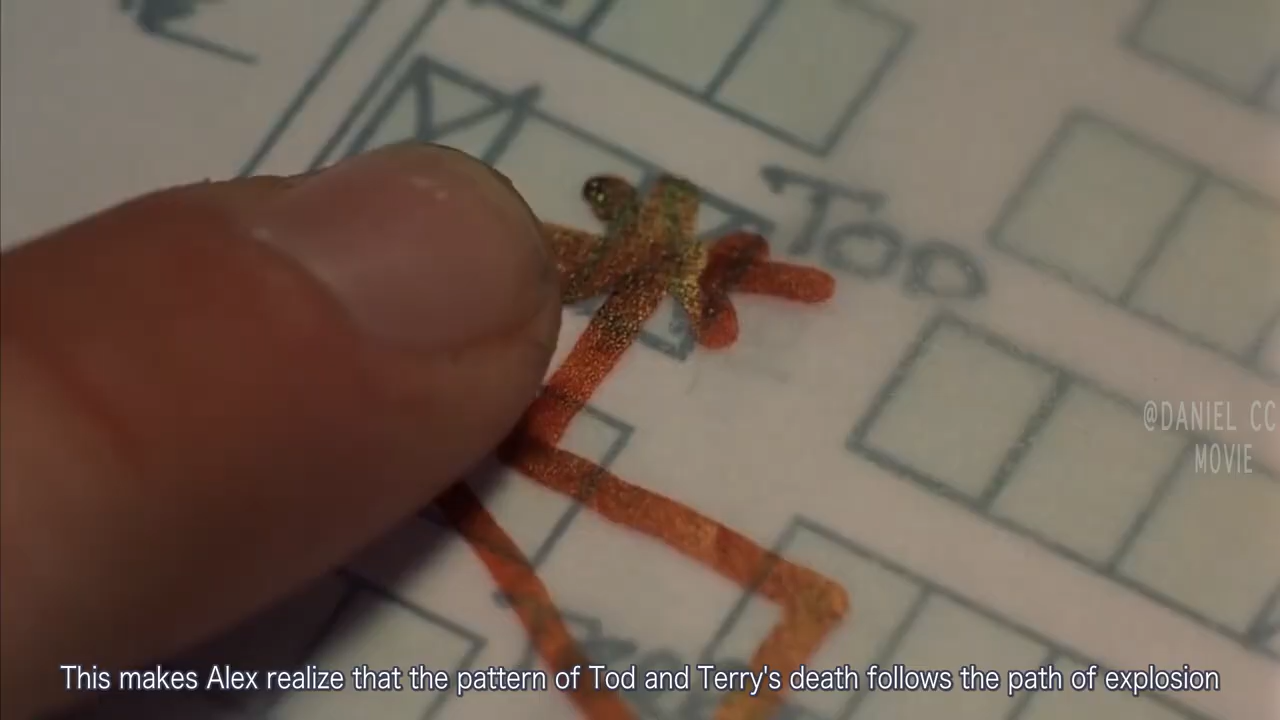 TOD
@DANIEL CC
MOVIE
This makes Alex realize that the pattern of Tod and Terry's death follows the path of explosion